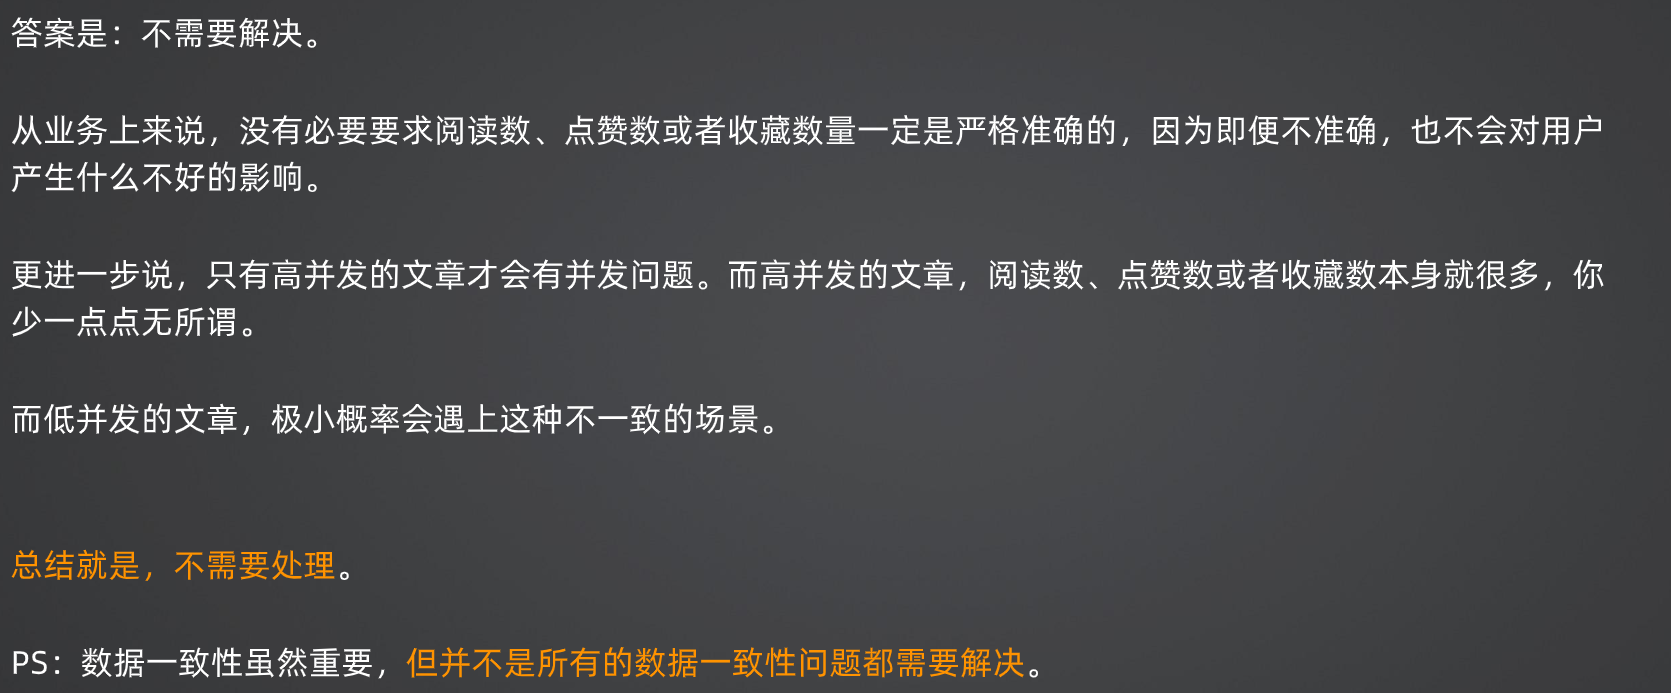 答案是：不需要解决。
从业务上来说，没有必要要求阅读数、点赞数或者收藏数量一定是严格准确的，因为即便不准确，也不会对用户
产生什么不好的影响。
更进一步说，只有高并发的文章才会有并发问题。而高并发的文章，阅读数、点赞数或者收藏数本身就很多，你
少一点点无所谓。
而低并发的文章，极小概率会遇上这种不一致的场景。
总结就是，不需要处理。
PS：数据一致性虽然重要，但并不是所有的数据一致性问题都需要解决。